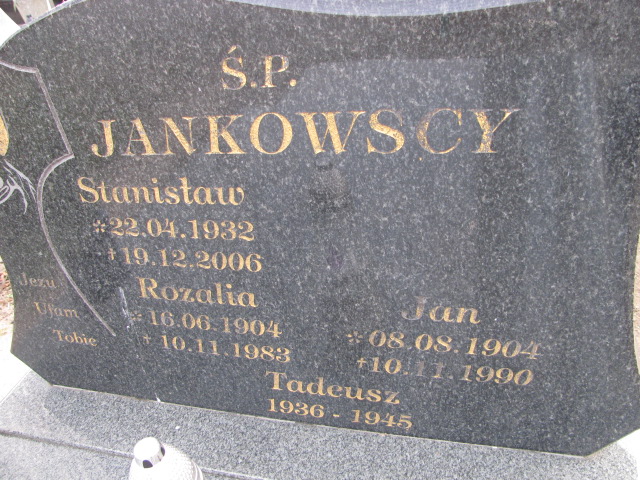 Ś.P.
JANKOWSCY
Stanisław
* 22.04.1932
+ 19.12.2006
Rozalia
* 16.06.1904
+ 10.11.1983
Jan
* 08.08.1904
+ 10.11.1990
Tadeusz
1936 - 1945
Jezu
Ufam
Tobie